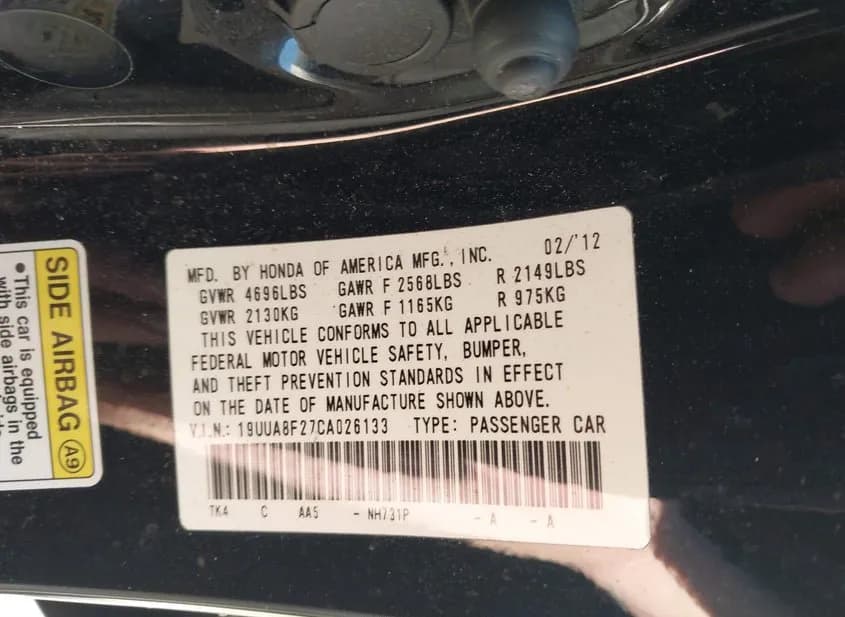 MFD. BY HONDA OF AMERICA MFG., INC. 02/'12
GVWR 4696LBS GAWR F 2568LBS R 2149LBS
GVWR 2130KG GAWR F 1165KG R 975KG
THIS VEHICLE CONFORMS TO ALL APPLICABLE
FEDERAL MOTOR VEHICLE SAFETY, BUMPER,
AND THEFT PREVENTION STANDARDS IN EFFECT
ON THE DATE OF MANUFACTURE SHOWN ABOVE.
V.I.N.: 19UUA8F27CA026133 TYPE: PASSENGER CAR
TK4 C AA5 - NH731P - A - A
SIDE AIRBAG A9
•This car is equipped
with side airbags in the